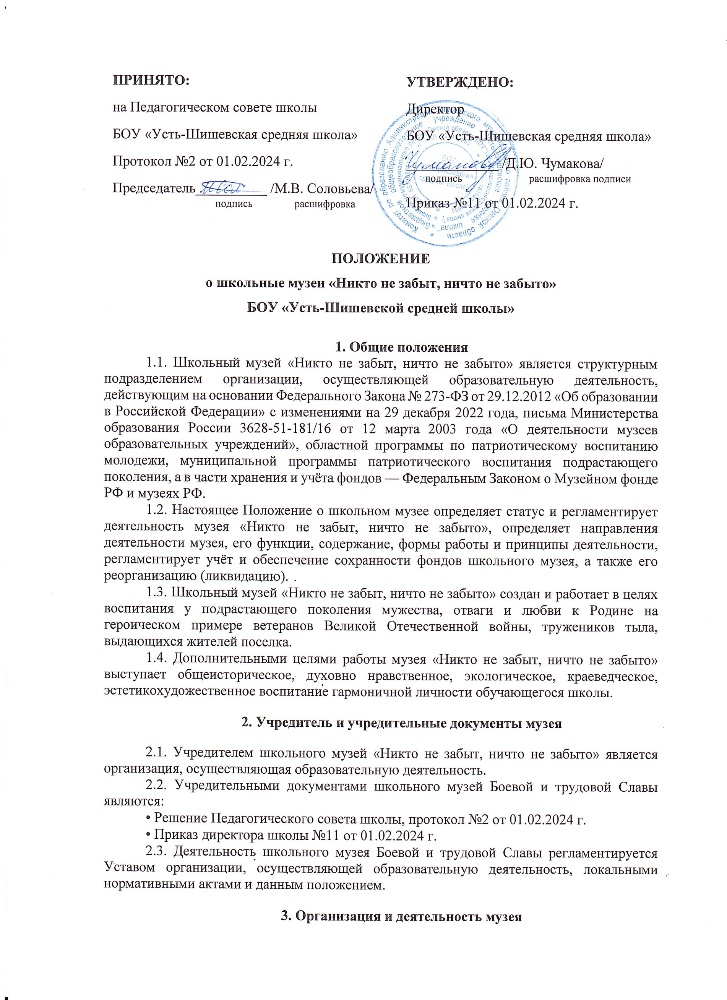 ПРИНЯТО:
на Педагогическом совете школы
БОУ «Усть-Шишевская средняя школа»
Протокол №2 от 01.02.2024 г.
Председатель____________ /М.В. Соловьева/
подпись расшифровка
УТВЕРЖДЕНО:
Директор
БОУ «Усть-Шишевская средняя школа»
/Д.Ю. Чумакова/
подпись расшифровка подписи
Приказ №11 от 01.02.2024 г.
ПОЛОЖЕНИЕ
о школьные музеи «Никто не забыт, ничто не забыто»
БОУ «Усть-Шишевской средней школы»
1. Общие положения
1.1. Школьный музей «Никто не забыт, ничто не забыто» является структурным
подразделением организации, осуществляющей образовательную деятельность,
действующим на основании Федерального Закона № 273-ФЗ от 29.12.2012 «Об образовании
в Российской Федерации» с изменениями на 29 декабря 2022 года, письма Министерства
образования России 3628-51-181/16 от 12 марта 2003 года «О деятельности музеев
образовательных учреждений», областной программы по патриотическому воспитанию
молодежи, муниципальной программы патриотического воспитания подрастающего
поколения, а в части хранения и учёта фондов — Федеральным Законом о Музейном фонде
РФ и музеях РФ.
1.2. Настоящее Положение о школьном музее определяет статус и регламентирует
деятельность музея «Никто не забыт, ничто не забыто», определяет направления
деятельности музея, его функции, содержание, формы работы и принципы деятельности,
регламентирует учёт и обеспечение сохранности фондов школьного музея, а также его
реорганизацию (ликвидацию). .
1.3. Школьный музей «Никто не забыт, ничто не забыто» создан и работает в целях
воспитания у подрастающего поколения мужества, отваги и любви к Родине на
героическом примере ветеранов Великой Отечественной войны, тружеников тыла,
выдающихся жителей поселка.
1.4. Дополнительными целями работы музея «Никто не забыт, ничто не забыто»
выступает общеисторическое, духовно нравственное, экологическое, краеведческое,
эстетикохудожественное воспитание гармоничной личности обучающегося школы.
2. Учредитель и учредительные документы музея
2.1. Учредителем школьного музей «Никто не забыт, ничто не забыто» является
организация, осуществляющая образовательную деятельность.
2.2. Учредительными документами школьного музей Боевой и трудовой Славы
являются:
• Решение Педагогического совета школы, протокол №2 от 01.02.2024 г.
• Приказ директора школы №11 от 01.02.2024 г.
2.3. Деятельность школьного музея Боевой и трудовой Славы регламентируется
Уставом организации, осуществляющей образовательную деятельность, локальными
нормативными актами и данным положением.
3. Организация и деятельность музея